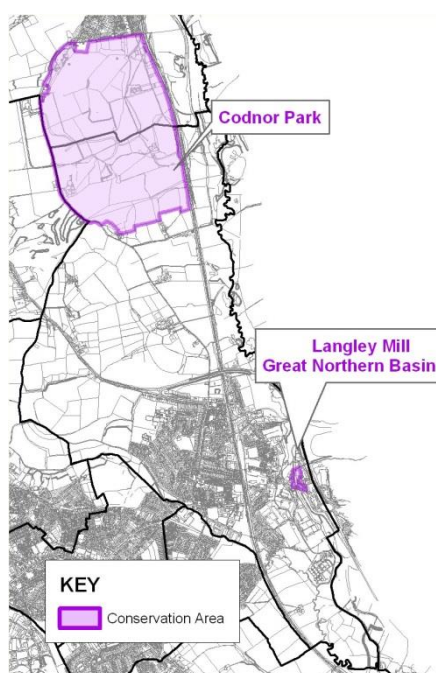 Codnor Park
Langley Mill
Great Northern Basin
KEY
Conservation Area